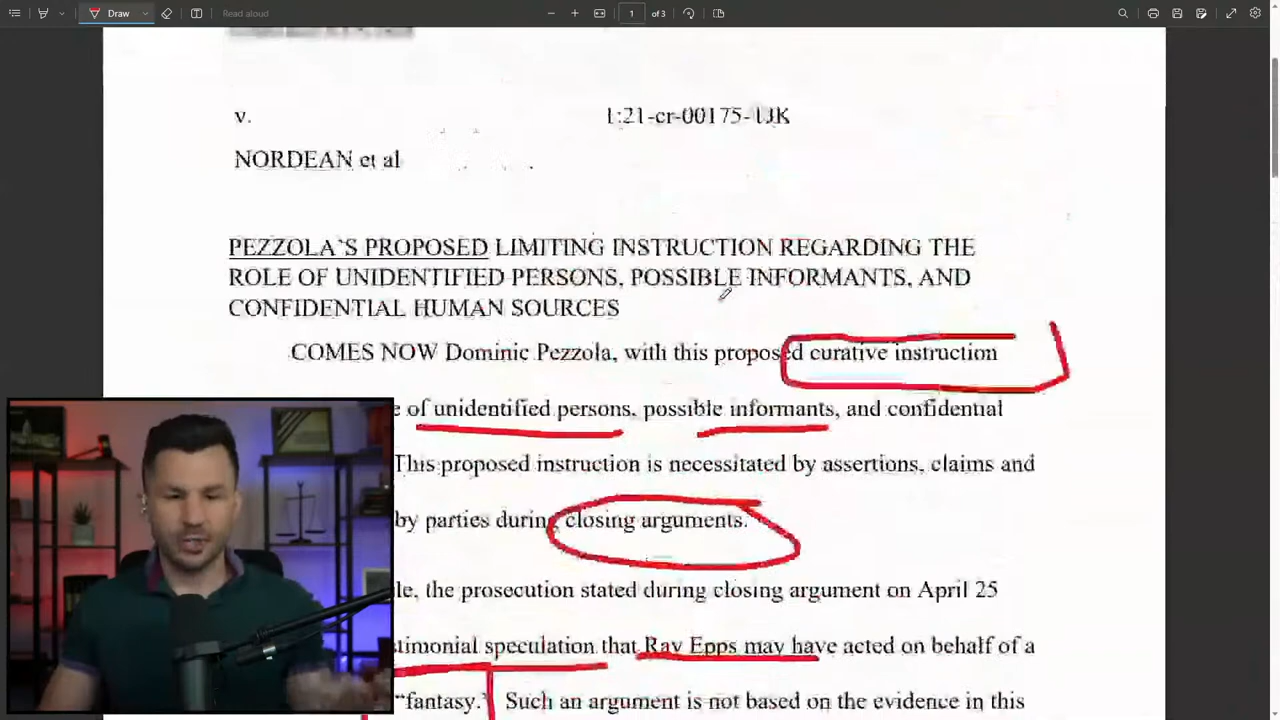 Draw
Read aloud
1 of 3
v. 1:21-cr-00175-TJK
NORDEAN et al
PEZZOLA'S PROPOSED LIMITING INSTRUCTION REGARDING THE
ROLE OF UNIDENTIFIED PERSONS, POSSIBLE INFORMANTS, AND
CONFIDENTIAL HUMAN SOURCES
COMES NOW Dominic Pezzola, with this proposed curative instruction
of unidentified persons, possible informants, and confidential
This proposed instruction is necessitated by assertions, claims and
by parties during closing arguments.
le, the prosecution stated during closing argument on April 25
stimonial speculation that Ray Epps may have acted on behalf of a
"fantasy." Such an argument is not based on the evidence in this